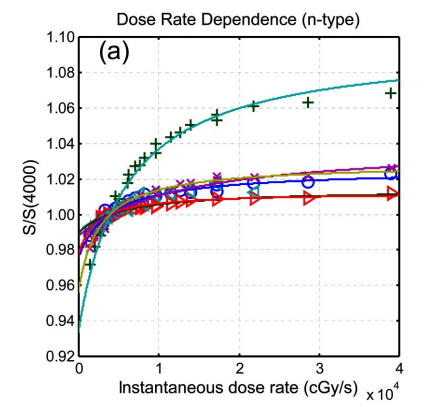 Dose Rate Dependence (n-type)
(a)
1.10
1.08
1.06
1.04
1.02
1.00
0.98
0.96
0.94
0.92
S/S(4000)
0 1 2 3 4
Instantaneous dose rate (cGy/s) x 10^4